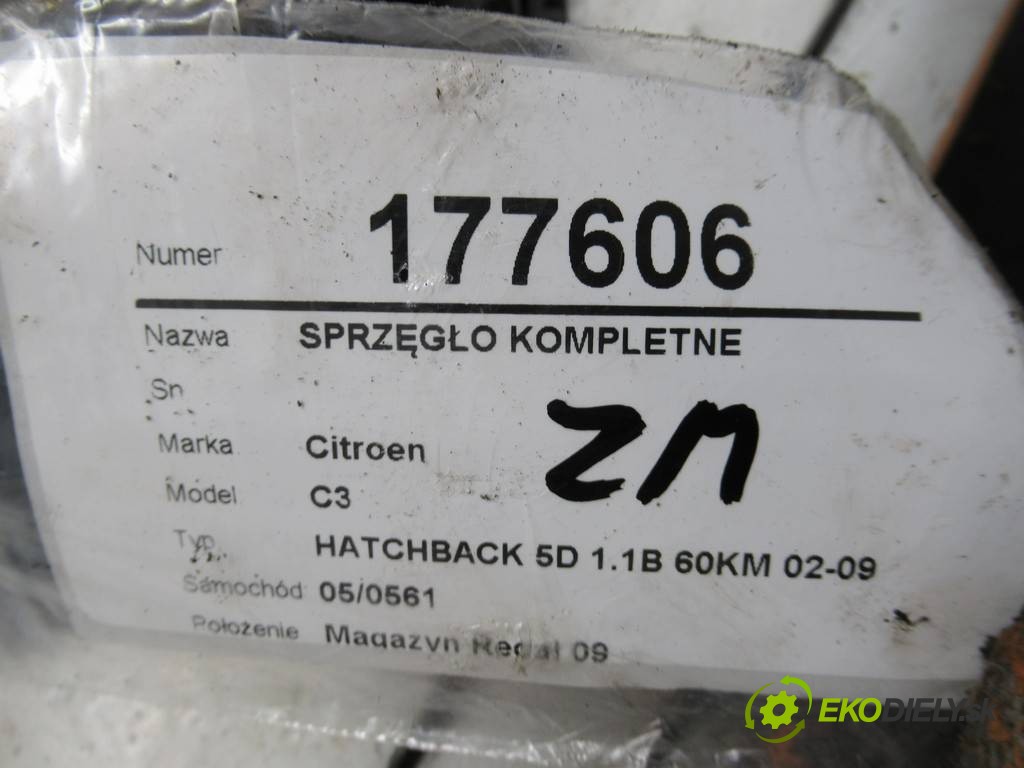 Numer 177606
Nazwa SPRZĘGŁO KOMPLETNE
Sn
Marka Citroen ZM
Model C3
Typ HATCHBACK 5D 1.1B 60KM 02-09
Samochód 05/0561
Położenie Magazyn Regał 09
EKODIELY.SK